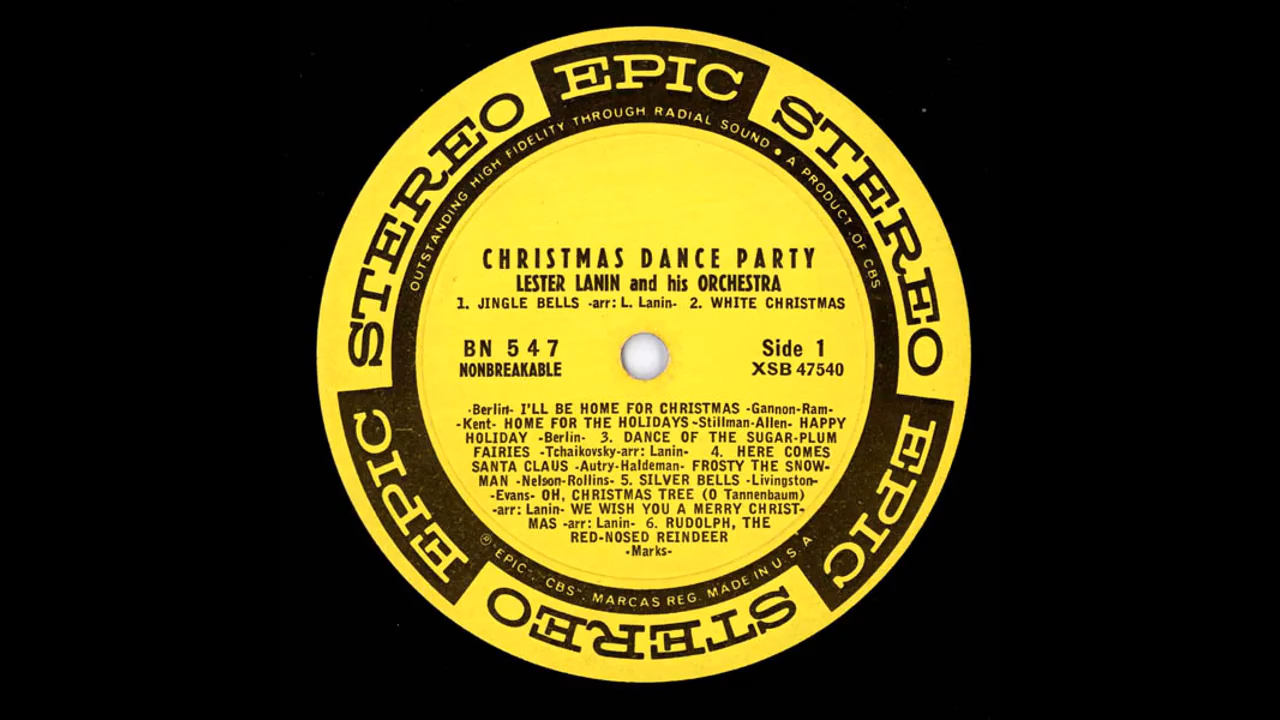 EPIC
STEREO
STEREO
OUTSTANDING HIGH FIDELITY THROUGH RADIAL SOUND • A PRODUCT OF CBS
CHRISTMAS DANCE PARTY
LESTER LANIN and his ORCHESTRA
1. JINGLE BELLS -arr: L. Lanin- 2. WHITE CHRISTMAS
BN 547
NONBREAKABLE
Side 1
XSB 47540
-Berlin- I'LL BE HOME FOR CHRISTMAS -Gannon-Ram-
-Kent- HOME FOR THE HOLIDAYS -Stillman-Allen- HAPPY
HOLIDAY -Berlin- 3. DANCE OF THE SUGAR-PLUM
FAIRIES -Tchaikovsky-arr: Lanin- 4. HERE COMES
SANTA CLAUS -Autry-Haldeman- FROSTY THE SNOW-
MAN -Nelson-Rollins- 5. SILVER BELLS -Livingston-
-Evans- OH, CHRISTMAS TREE (O Tannenbaum)
-arr: Lanin- WE WISH YOU A MERRY CHRIST-
MAS -arr: Lanin- 6. RUDOLPH, THE
RED-NOSED REINDEER
-Marks-
EPIC
EPIC
℗ "EPIC", "CBS". MARCAS REG. MADE IN U.S.A.
STEREO